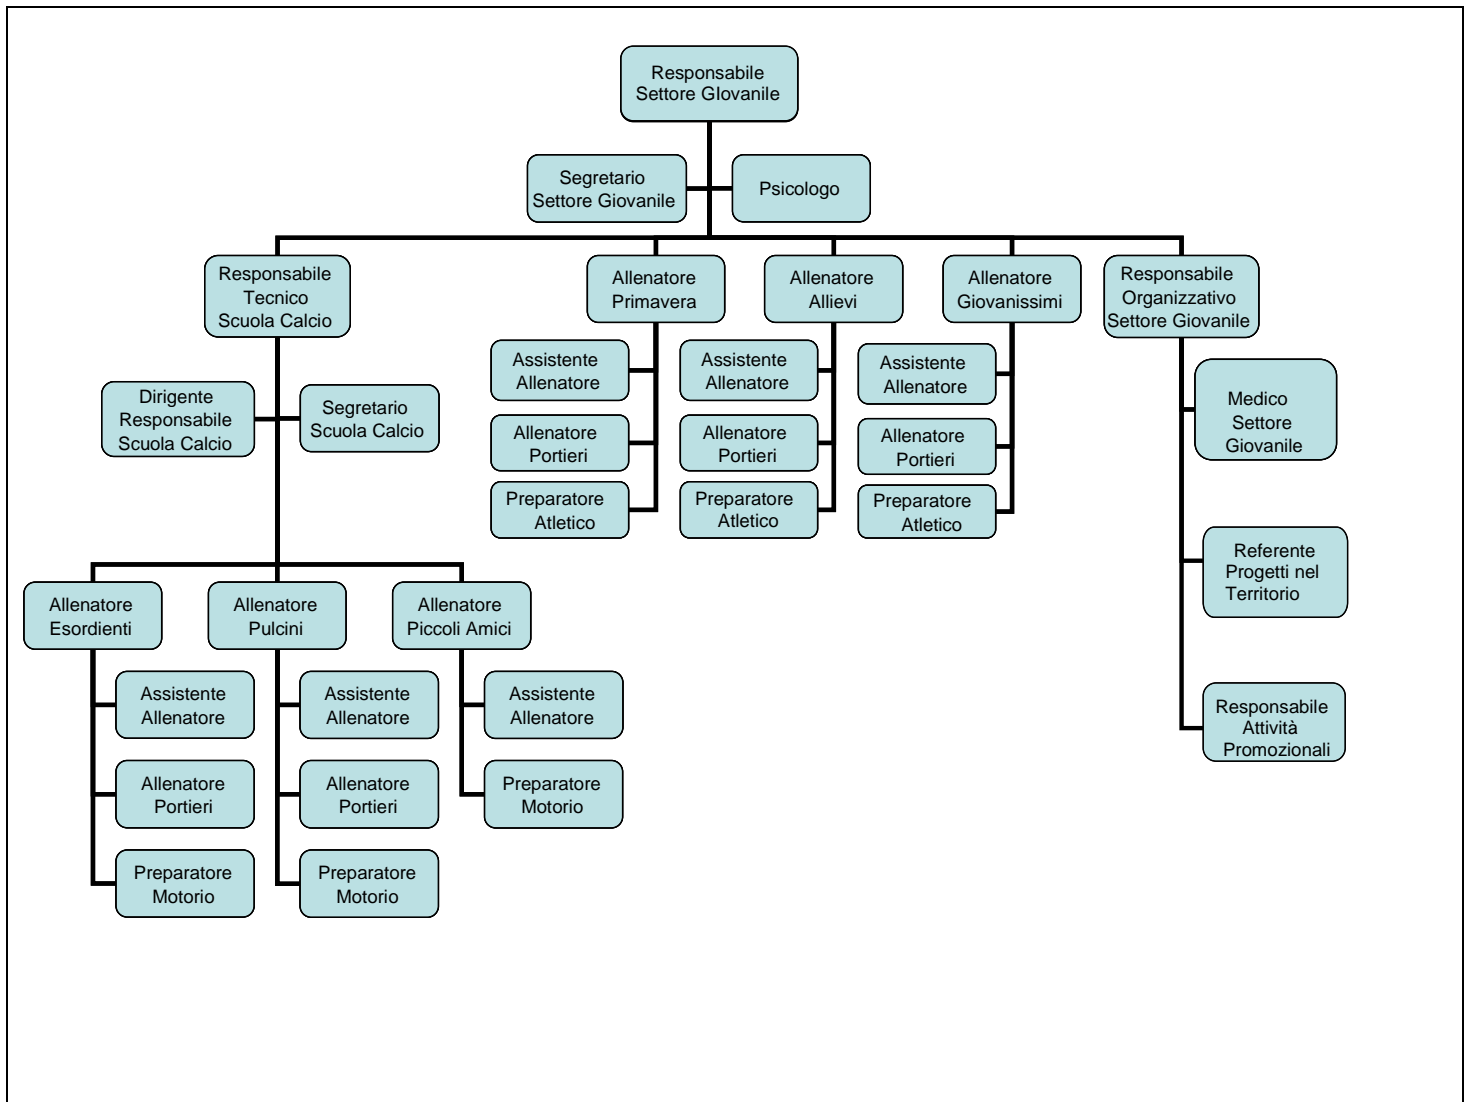 Responsabile
Settore GIovanile
Segretario
Settore Giovanile
Psicologo
Responsabile
Tecnico
Scuola Calcio
Allenatore
Primavera
Allenatore
Allievi
Allenatore
Giovanissimi
Responsabile
Organizzativo
Settore Giovanile
Dirigente
Responsabile
Scuola Calcio
Segretario
Scuola Calcio
Assistente
Allenatore
Allenatore
Portieri
Preparatore
Atletico
Assistente
Allenatore
Allenatore
Portieri
Preparatore
Atletico
Assistente
Allenatore
Allenatore
Portieri
Preparatore
Atletico
Medico
Settore
Giovanile
Referente
Progetti nel
Territorio
Responsabile
Attività
Promozionali
Allenatore
Esordienti
Allenatore
Pulcini
Allenatore
Piccoli Amici
Assistente
Allenatore
Allenatore
Portieri
Preparatore
Motorio
Assistente
Allenatore
Allenatore
Portieri
Preparatore
Motorio
Assistente
Allenatore
Preparatore
Motorio